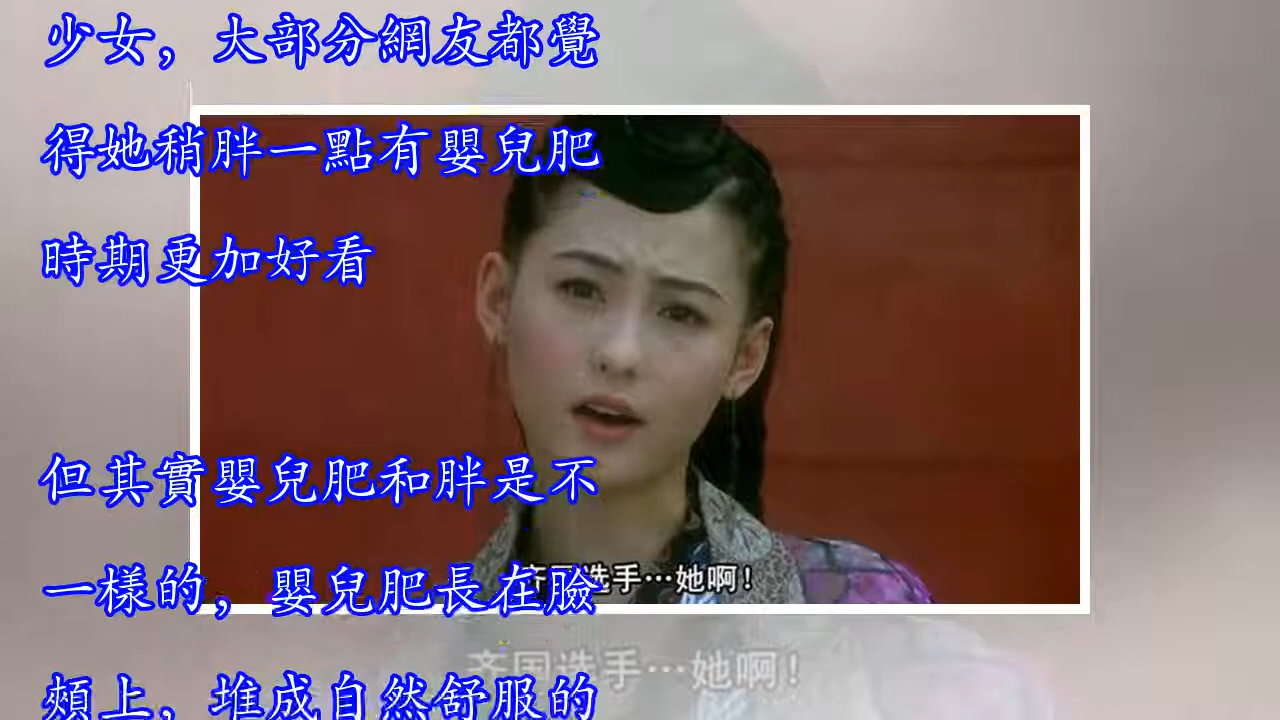 少女，大部分網友都覺
得她稍胖一點有嬰兒肥
時期更加好看
但其實嬰兒肥和胖是不
一樣的，嬰兒肥長在臉
頰上，堆成自然舒服的
齐国选手…她啊！
齐国选手…她啊！